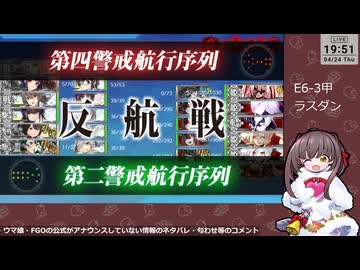 第四警戒航行序列
LIVE
19:51
04/24 Thu
E6-3甲
ラスダン
反航戦
第二警戒航行序列
・ウマ娘・FGOの公式がアナウンスしていない情報のネタバレ・匂わせ等のコメント